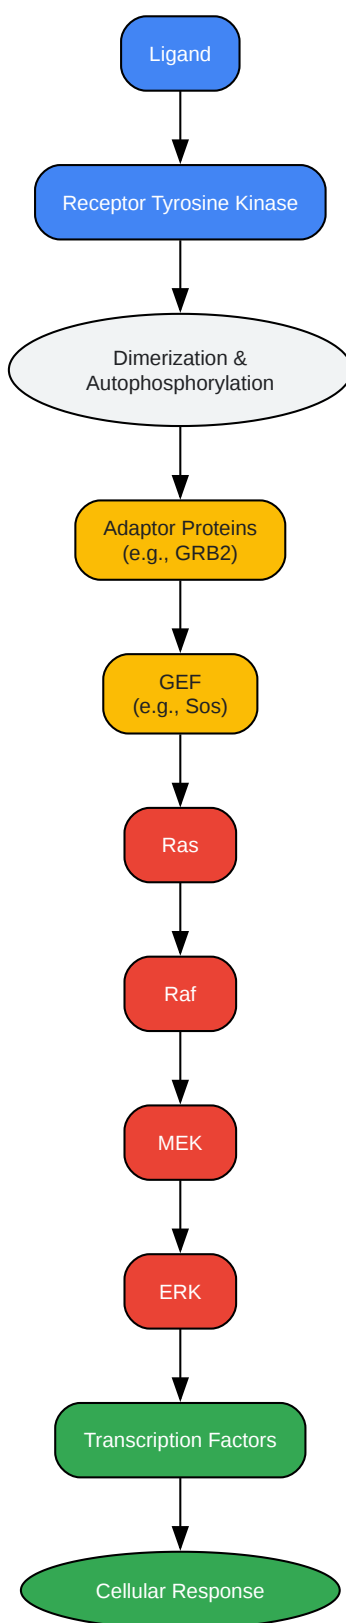 Ligand
Receptor Tyrosine Kinase
Dimerization &
Autophosphorylation
Adaptor Proteins
(e.g., GRB2)
GEF
(e.g., Sos)
Ras
Raf
MEK
ERK
Transcription Factors
Cellular Response